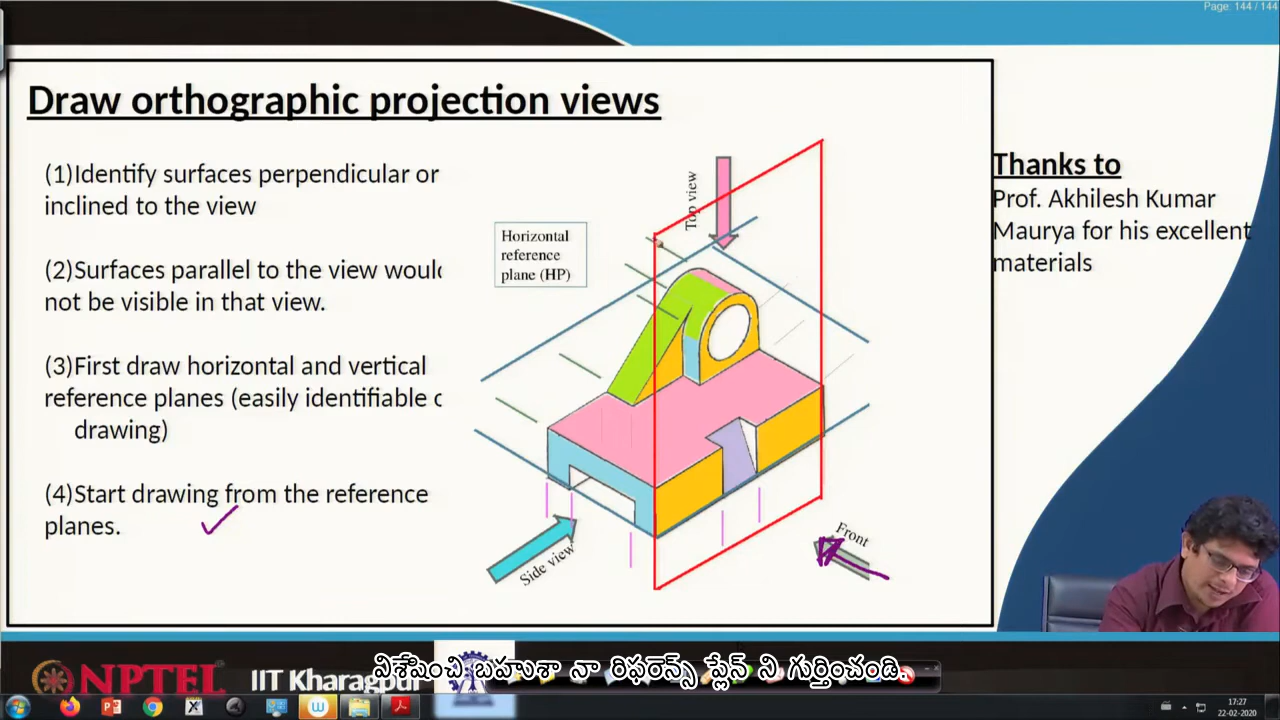 Page: 144 / 144
Draw orthographic projection views
(1)Identify surfaces perpendicular or
inclined to the view
(2)Surfaces parallel to the view would
not be visible in that view.
(3)First draw horizontal and vertical
reference planes (easily identifiable o
drawing)
(4)Start drawing from the reference
planes.
Horizontal
reference
plane (HP)
Top view
Side view
Front
Thanks to
Prof. Akhilesh Kumar
Maurya for his excellent
materials
విశ్లేషించి బహుశా నా రిఫరెన్స్ ప్లేన్ ని గుర్తించండి.
NPTEL IIT Kharagpur
17:27
22-02-2020